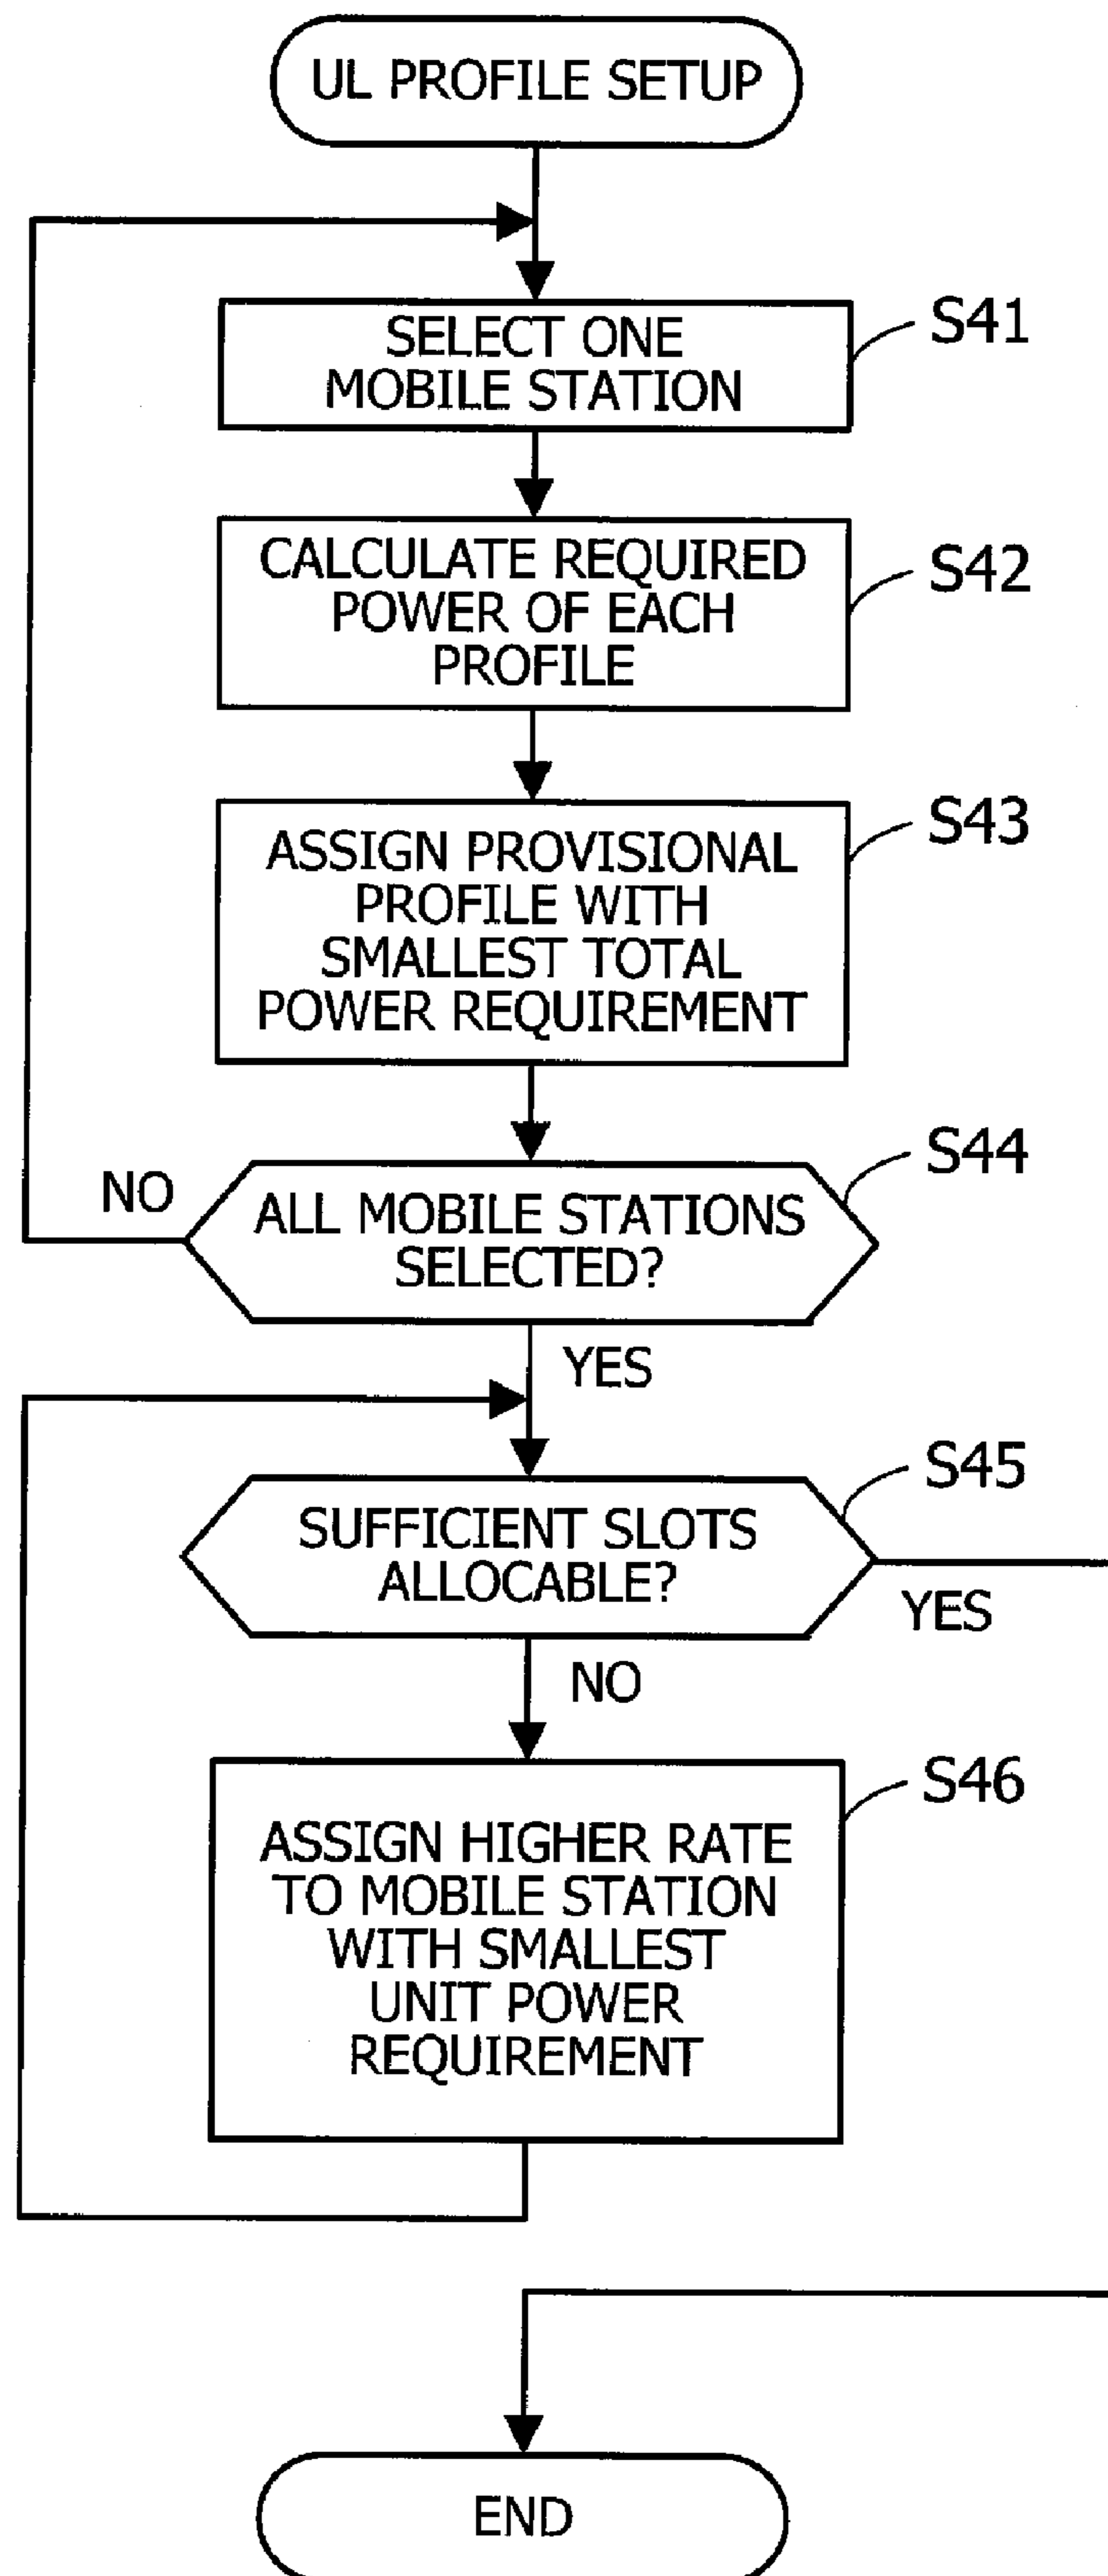 UL PROFILE SETUP
SELECT ONE
MOBILE STATION
S41
CALCULATE REQUIRED
POWER OF EACH
PROFILE
S42
ASSIGN PROVISIONAL
PROFILE WITH
SMALLEST TOTAL
POWER REQUIREMENT
S43
ALL MOBILE STATIONS
SELECTED?
S44
NO
YES
SUFFICIENT SLOTS
ALLOCABLE?
S45
YES
NO
ASSIGN HIGHER RATE
TO MOBILE STATION
WITH SMALLEST
UNIT POWER
REQUIREMENT
S46
END